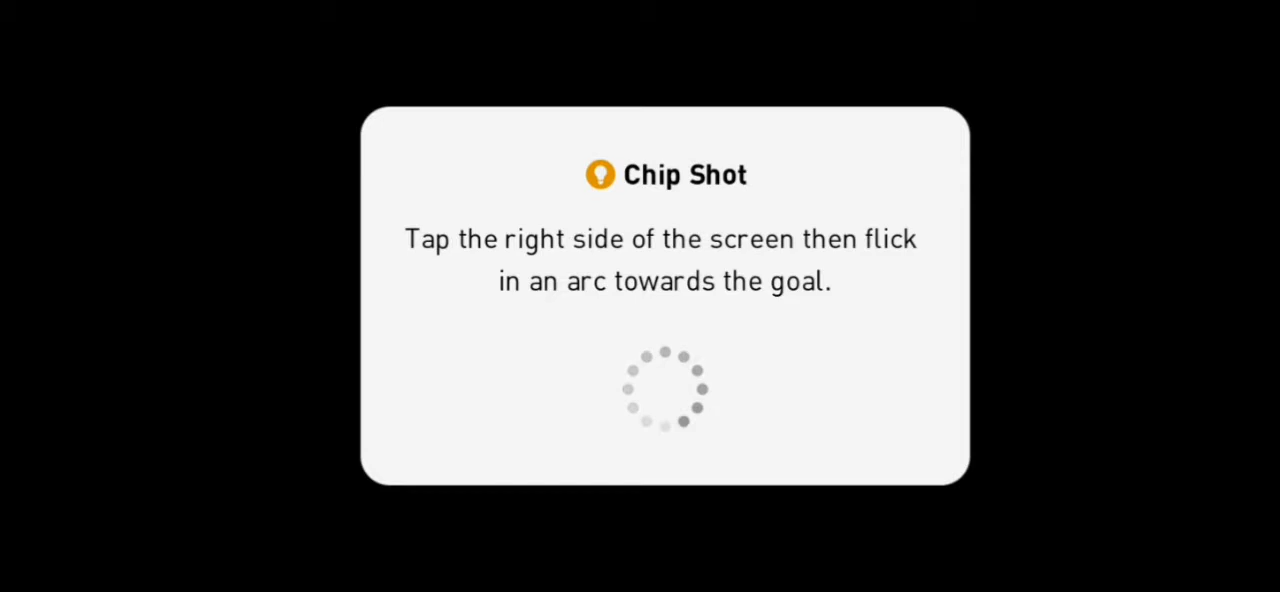 Chip Shot
Tap the right side of the screen then flick
in an arc towards the goal.